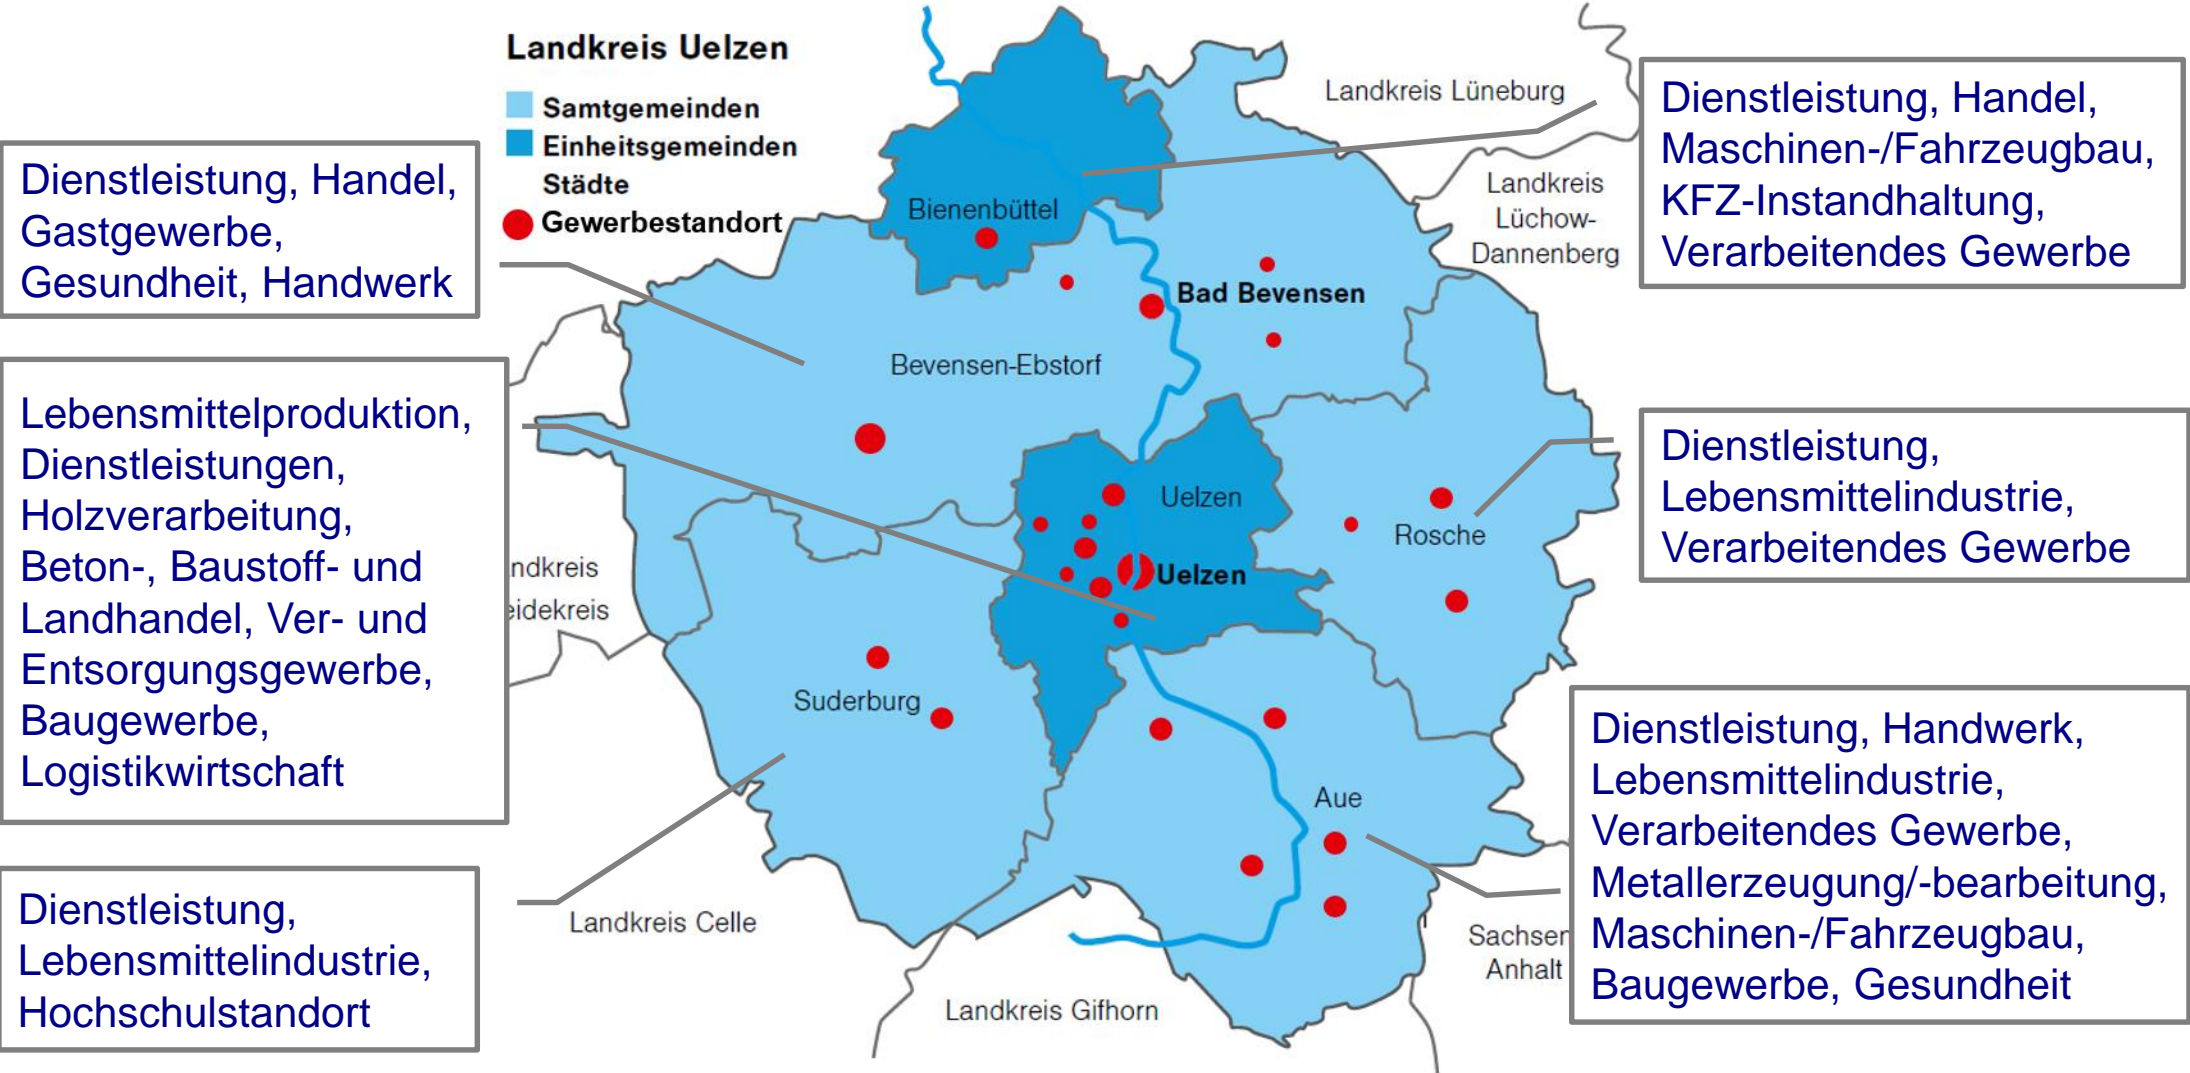 Landkreis Uelzen
Samtgemeinden
Einheitsgemeinden
Städte
Gewerbestandort
Dienstleistung, Handel,
Gastgewerbe,
Gesundheit, Handwerk
Lebensmittelproduktion,
Dienstleistungen,
Holzverarbeitung,
Beton-, Baustoff- und
Landhandel, Ver- und
Entsorgungsgewerbe,
Baugewerbe,
Logistikwirtschaft
Dienstleistung,
Lebensmittelindustrie,
Hochschulstandort
Landkreis Lüneburg
Landkreis
Lüchow-
Dannenberg
Bienenbüttel
Bad Bevensen
Bevensen-Ebstorf
Uelzen
Uelzen
Rosche
Suderburg
Aue
ndkreis
eidekreis
Landkreis Celle
Landkreis Gifhorn
Sachsen
Anhalt
Dienstleistung, Handel,
Maschinen-/Fahrzeugbau,
KFZ-Instandhaltung,
Verarbeitendes Gewerbe
Dienstleistung,
Lebensmittelindustrie,
Verarbeitendes Gewerbe
Dienstleistung, Handwerk,
Lebensmittelindustrie,
Verarbeitendes Gewerbe,
Metallerzeugung/-bearbeitung,
Maschinen-/Fahrzeugbau,
Baugewerbe, Gesundheit